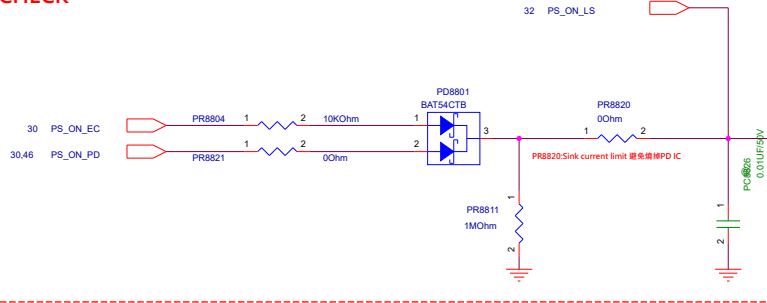 CHECK
32 PS_ON_LS
PD8801
BAT54CTB
PR8804 1 2 10KOhm 1
30 PS_ON_EC
3
30,46 PS_ON_PD
PR8821 1 2 0Ohm 2
PR8820
0Ohm
1 2
PR8820:Sink current limit 避免燒掉PD IC
PR8811
1MOhm
1
2
0.01UF/50V
1
2